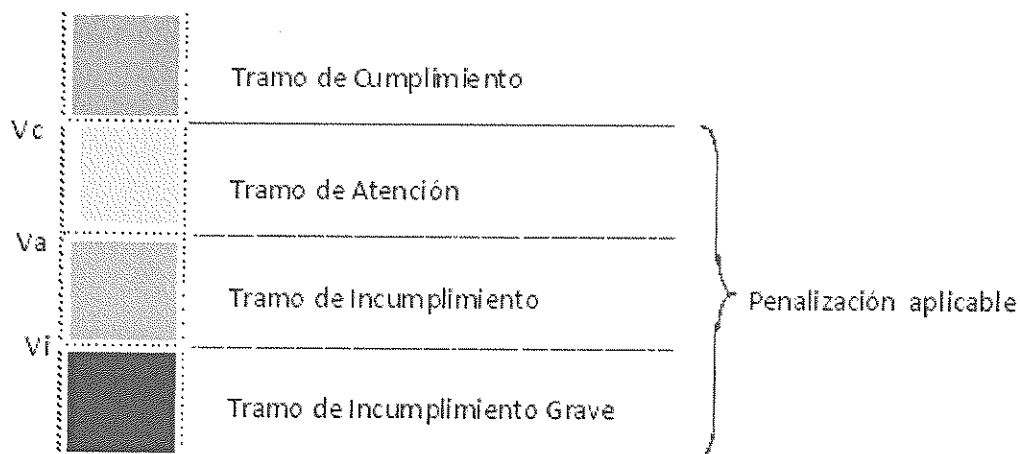 Tramo de Cumplimiento
Vc
Tramo de Atención
Va
Tramo de Incumplimiento
Penalización aplicable
Vi
Tramo de Incumplimiento Grave